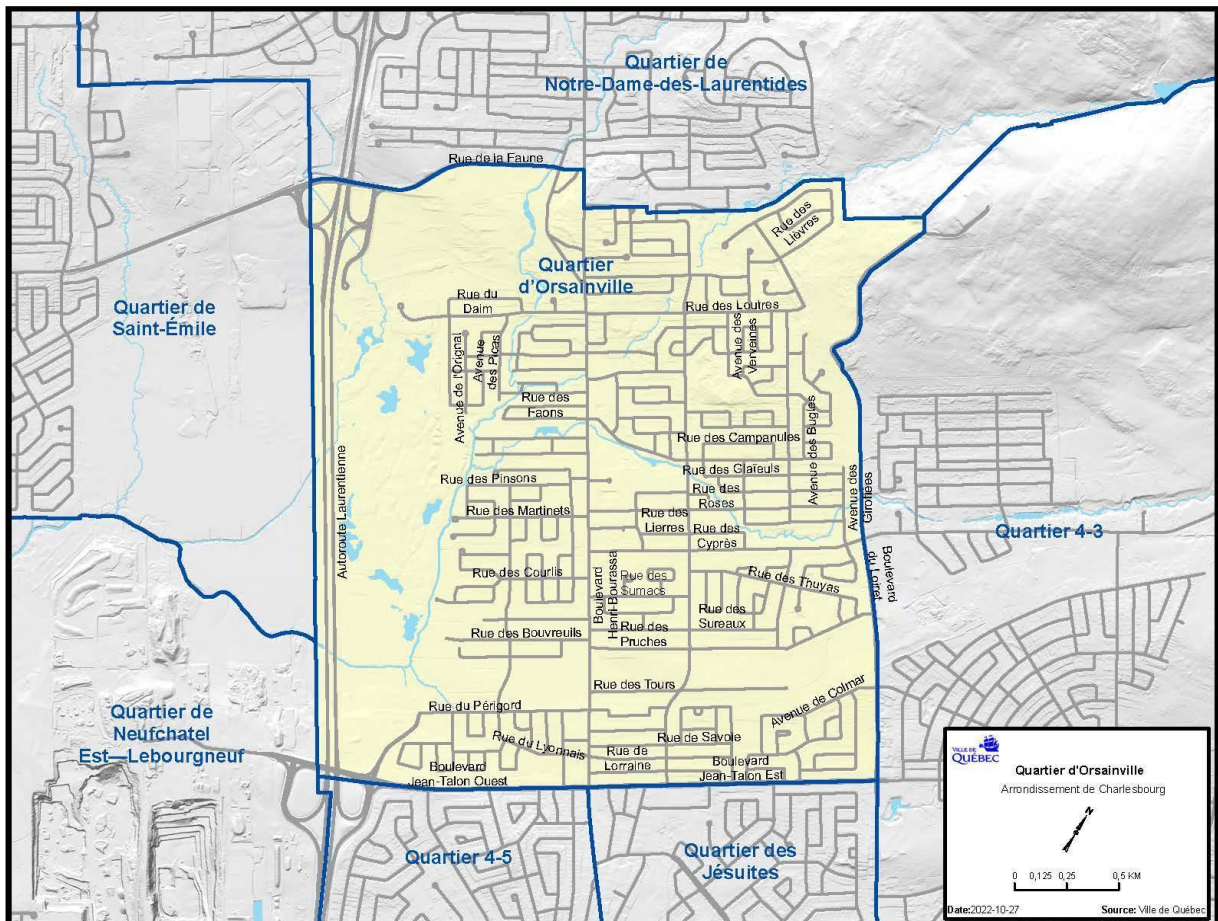 Quartier de
Notre-Dame-des-Laurentides
Rue de la Faune
Rue des
Lièvres
Quartier
d'Orsainville
Quartier de
Saint-Émile
Rue du
Daim
Rue des Loutres
Avenue de l'Orignal
Avenue
des Picas
Avenue des
Verveines
Rue des
Faons
Rue des Campanules
Avenue des Bugles
Rue des Glaïeuls
Rue des Pinsons
Rue des
Roses
Avenue des
Giroflées
Rue des Martinets
Rue des
Lierres
Rue des
Cyprès
Quartier 4-3
Autoroute Laurentienne
Boulevard
du Loiret
Rue des Courlis
Boulevard
Henri-Bourassa
Rue des
Sumacs
Rue des Thuyas
Rue des
Sureaux
Rue des Bouvreuils
Rue des
Pruches
Rue des Tours
Avenue de Colmar
Rue du Périgord
Quartier de
Neufchatel
Est—Lebourgneuf
Rue du Lyonnais
Rue de Savoie
Rue de
Lorraine
Boulevard
Jean-Talon Ouest
Boulevard
Jean-Talon Est
Quartier 4-5
Quartier des
Jésuites
VILLE DE
QUÉBEC
Quartier d'Orsainville
Arrondissement de Charlesbourg
N
0 0,125 0,25 0,5 KM
Date:2022-10-27 Source: Ville de Québec